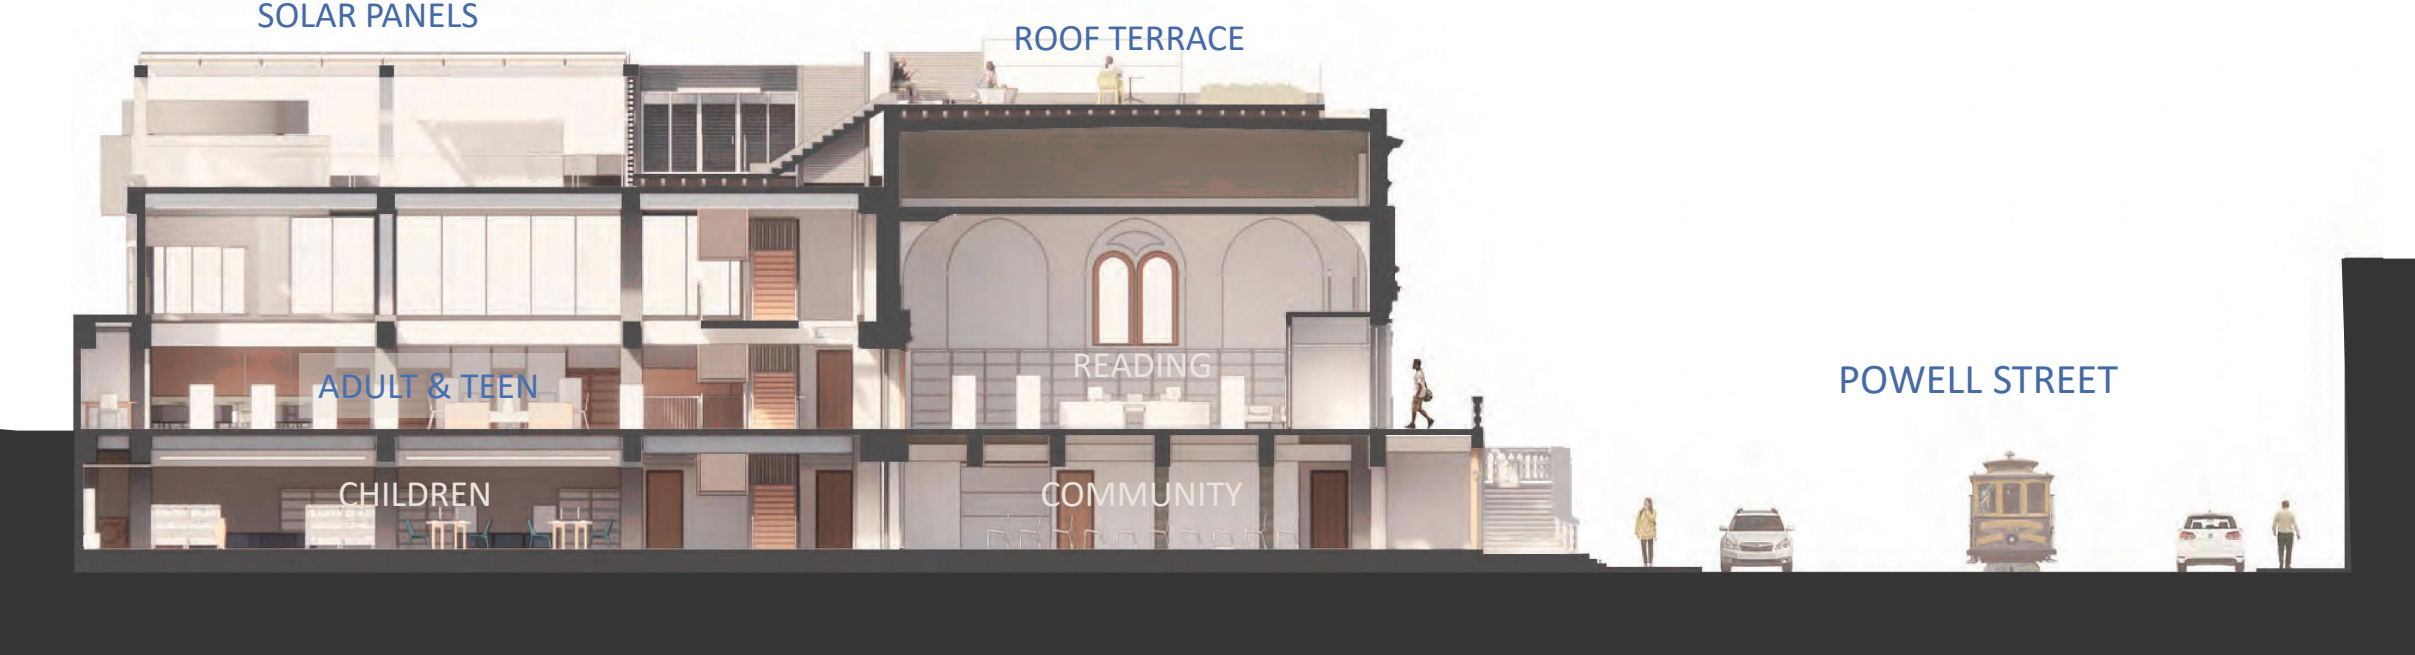 SOLAR PANELS
ROOF TERRACE
READING
ADULT & TEEN
POWELL STREET
CHILDREN
COMMUNITY